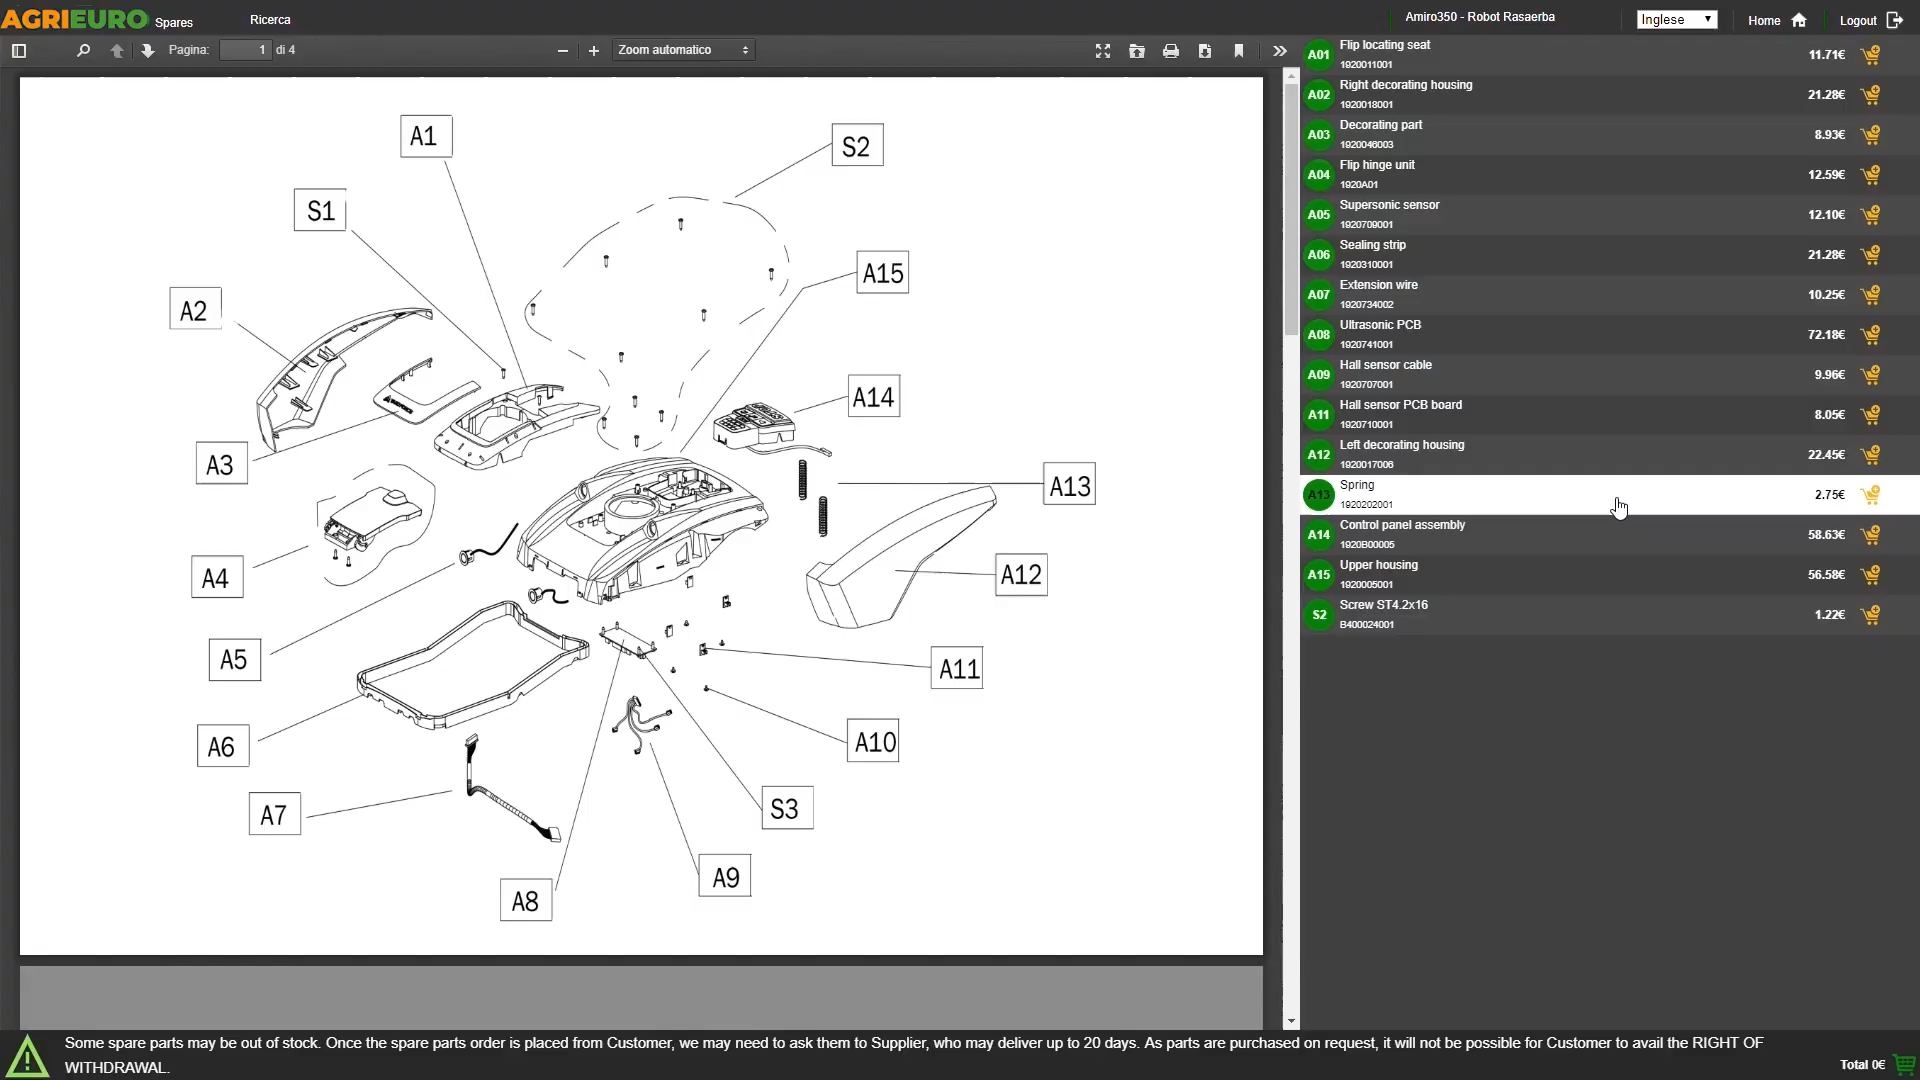 AGRIEURO Spares
Ricerca
Amiro350 - Robot Rasaerba
Inglese
Home
Logout
Pagina: 1 di 4
Zoom automatico
A1
S2
S1
A15
A2
A14
A3
A13
A4
A12
A5
A11
A6
A10
A7
S3
A9
A8
A01 Flip locating seat 11.71€
1920011001
A02 Right decorating housing 21.28€
1920018001
A03 Decorating part 8.93€
1920046003
A04 Flip hinge unit 12.59€
1920A01
A05 Supersonic sensor 12.10€
1920709001
A06 Sealing strip 21.28€
1920310001
A07 Extension wire 10.25€
1920734002
A08 Ultrasonic PCB 72.18€
1920741001
A09 Hall sensor cable 9.96€
1920707001
A11 Hall sensor PCB board 8.05€
1920710001
A12 Left decorating housing 22.45€
1920017006
A13 Spring 2.75€
1920202001
A14 Control panel assembly 58.63€
1920B00005
A15 Upper housing 56.58€
1920005001
S2 Screw ST4.2x16 1.22€
B400024001
Some spare parts may be out of stock. Once the spare parts order is placed from Customer, we may need to ask them to Supplier, who may deliver up to 20 days. As parts are purchased on request, it will not be possible for Customer to avail the RIGHT OF
WITHDRAWAL.
Total 0€